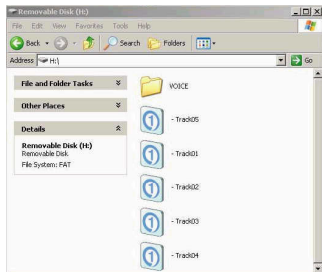 Removable Disk (H:)
File Edit View Favorites Tools Help
Back Search Folders
Address H:\ Go
File and Folder Tasks
Other Places
Details
Removable Disk (H:)
Removable Disk
File System: FAT
VOICE
- Track05
- Track01
- Track02
- Track03
- Track04